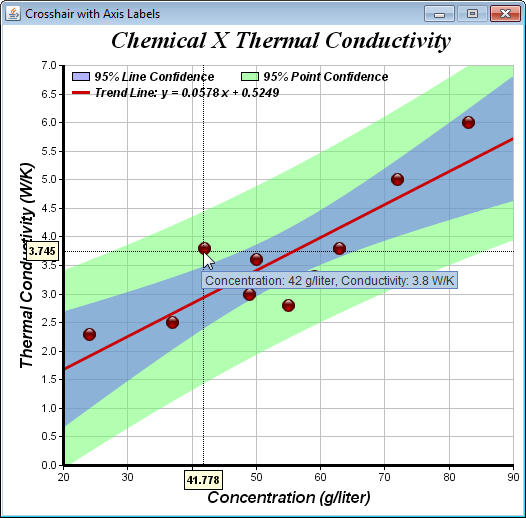 Crosshair with Axis Labels
Chemical X Thermal Conductivity
95% Line Confidence 95% Point Confidence
Trend Line: y = 0.0578 x + 0.5249
Thermal Conductivity (W/K)
7.0
6.5
6.0
5.5
5.0
4.5
4.0
3.745
3.0
2.5
2.0
1.5
1.0
0.5
0.0
Concentration: 42 g/liter, Conductivity: 3.8 W/K
20 30 41.778 50 60 70 80 90
Concentration (g/liter)